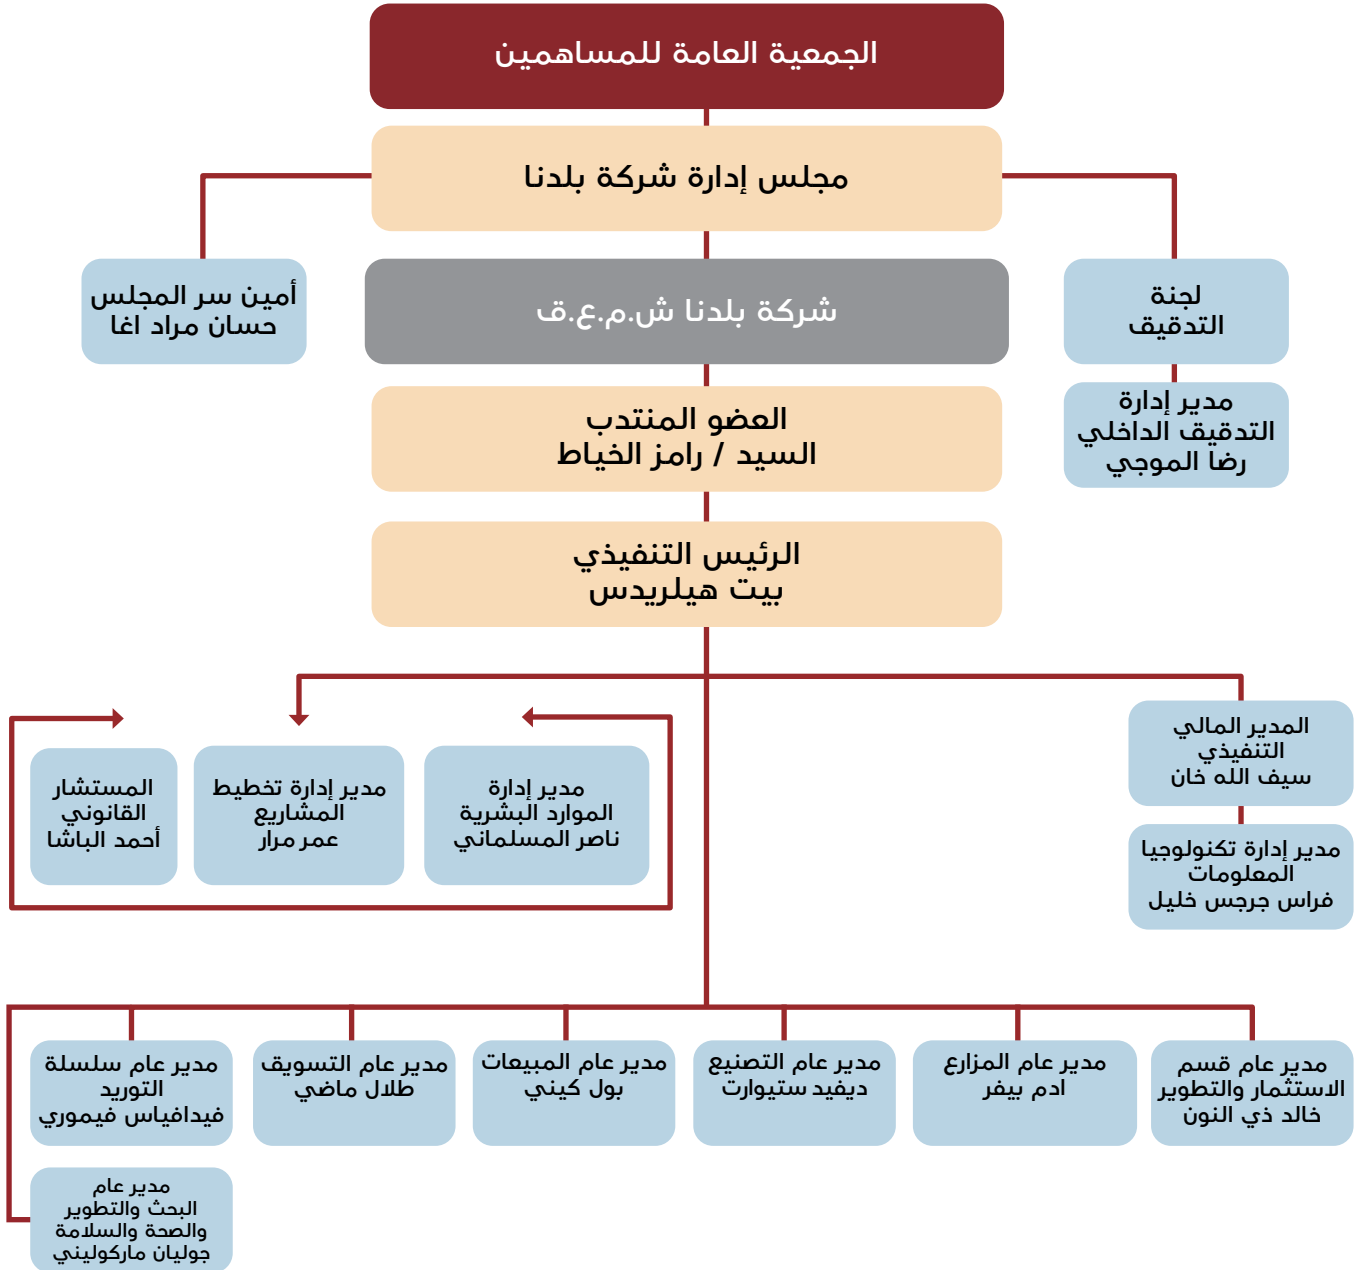 الجمعية العامة للمساهمين
مجلس إدارة شركة بلدنا
لجنة
التدقيق
شركة بلدنا ش.م.ع.ق
أمين سر المجلس
حسان مراد اغا
مدير إدارة
التدقيق الداخلي
رضا الموجي
العضو المنتدب
السيد / رامز الخياط
الرئيس التنفيذي
بيت هيلريدس
المدير المالي
التنفيذي
سيف الله خان
مدير إدارة تكنولوجيا
المعلومات
فراس جرجس خليل
مدير إدارة
الموارد البشرية
ناصر المسلماني
مدير إدارة تخطيط
المشاريع
عمر مرار
المستشار
القانوني
أحمد الباشا
مدير عام قسم
الاستثمار والتطوير
خالد ذي النون
مدير عام المزارع
ادم بيفر
مدير عام التصنيع
ديفيد ستيوارت
مدير عام المبيعات
بول كيني
مدير عام التسويق
طلال ماضي
مدير عام سلسلة
التوريد
فيدافياس فيموري
مدير عام
البحث والتطوير
والصحة والسلامة
جوليان ماركوليني